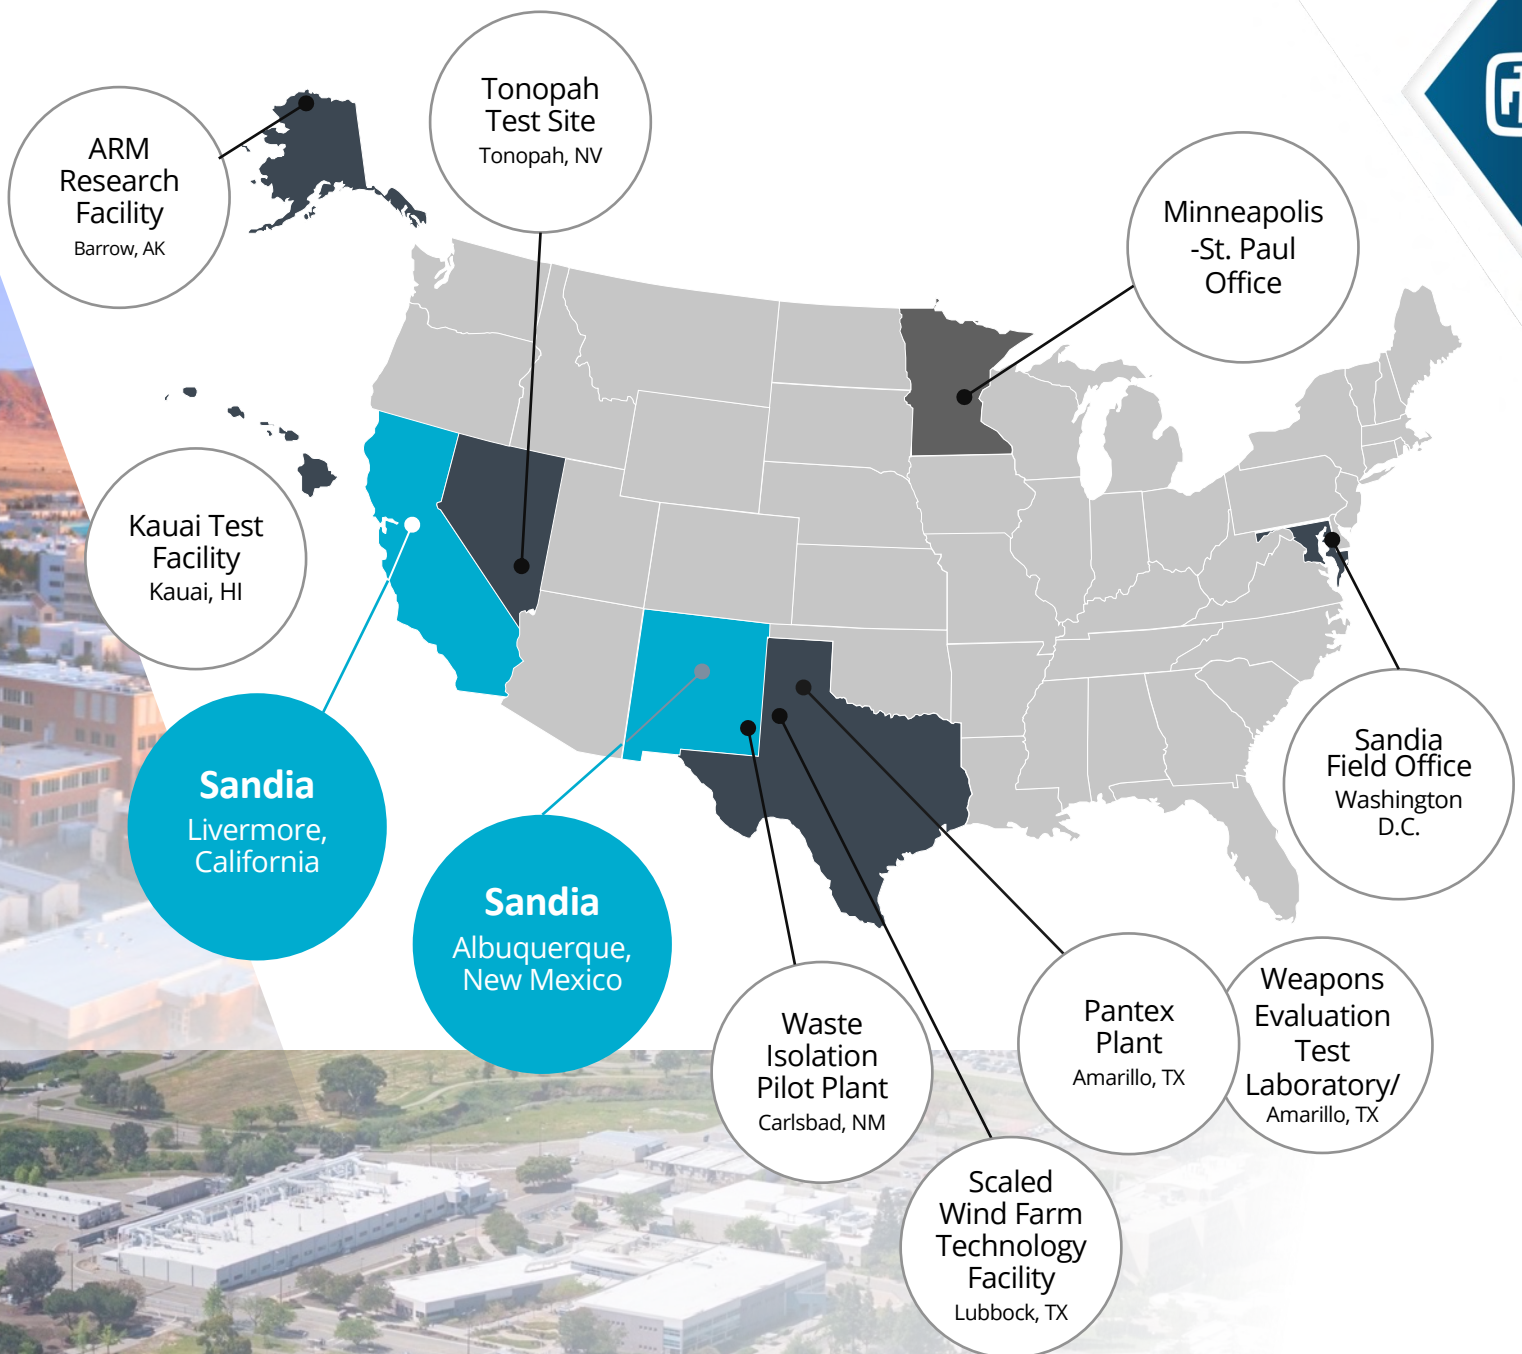 ARM
Research
Facility
Barrow, AK
Tonopah
Test Site
Tonopah, NV
Minneapolis
-St. Paul
Office
Kauai Test
Facility
Kauai, HI
Sandia
Livermore,
California
Sandia
Albuquerque,
New Mexico
Sandia
Field Office
Washington
D.C.
Waste
Isolation
Pilot Plant
Carlsbad, NM
Pantex
Plant
Amarillo, TX
Weapons
Evaluation
Test
Laboratory/
Amarillo, TX
Scaled
Wind Farm
Technology
Facility
Lubbock, TX